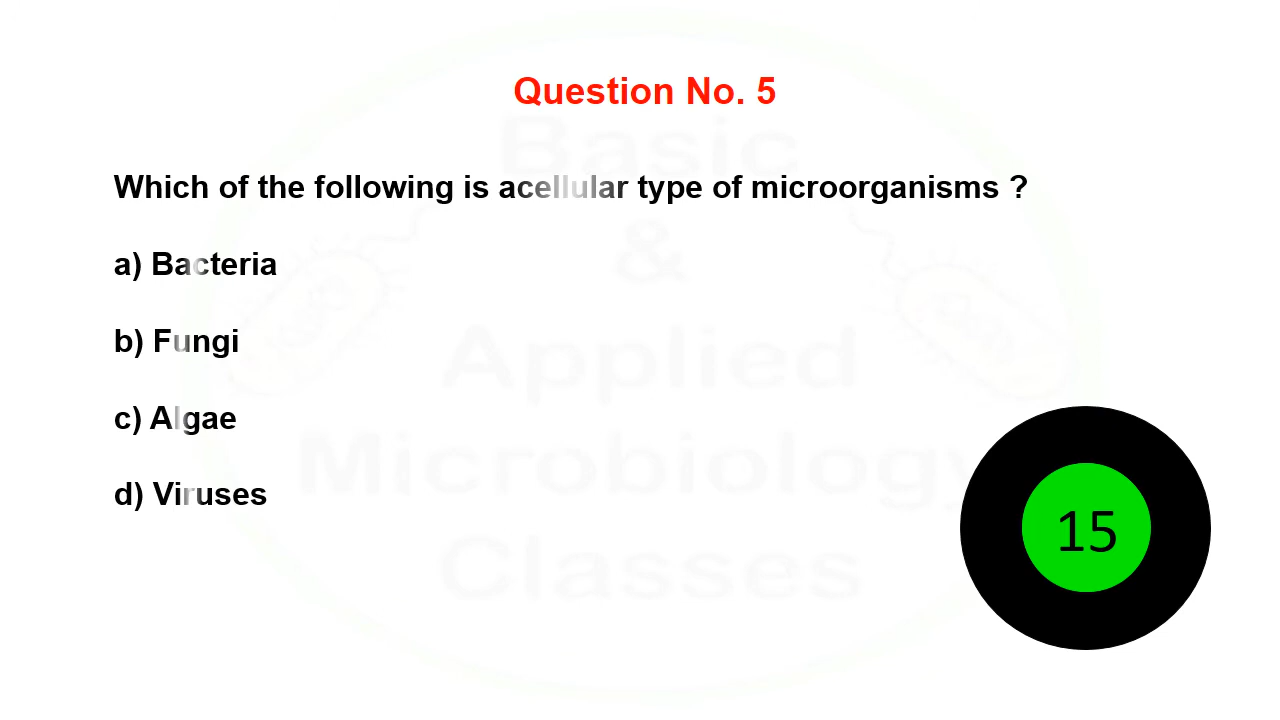 Question No. 5
Which of the following is acellular type of microorganisms ?
a) Bacteria
b) Fungi
c) Algae
d) Viruses
15
Basic
&
Applied
Microbiology
Classes